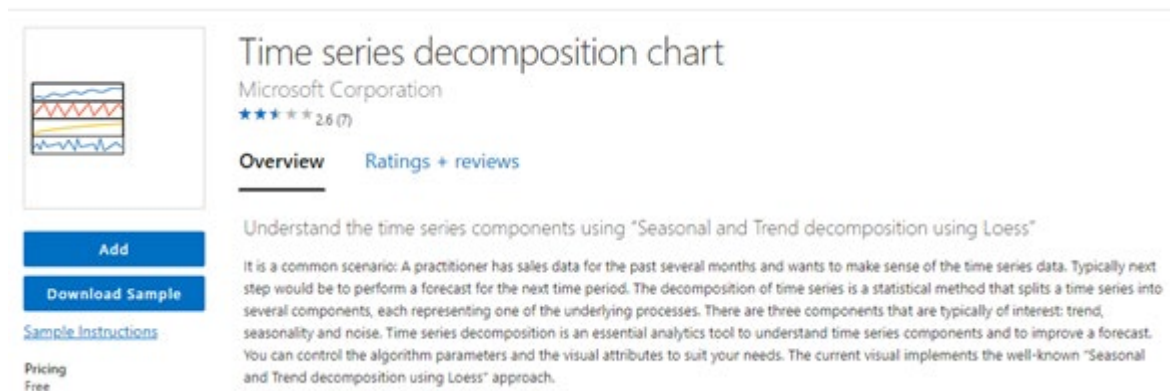 Time series decomposition chart
Microsoft Corporation
2.6 (7)
Overview Ratings + reviews
Understand the time series components using "Seasonal and Trend decomposition using Loess"
Add
It is a common scenario: A practitioner has sales data for the past several months and wants to make sense of the time series data. Typically next
step would be to perform a forecast for the next time period. The decomposition of time series is a statistical method that splits a time series into
Download Sample
several components, each representing one of the underlying processes. There are three components that are typically of interest: trend,
seasonality and noise. Time series decomposition is an essential analytics tool to understand time series components and to improve a forecast.
Sample Instructions
You can control the algorithm parameters and the visual attributes to suit your needs. The current visual implements the well-known "Seasonal
and Trend decomposition using Loess" approach.
Pricing
Free